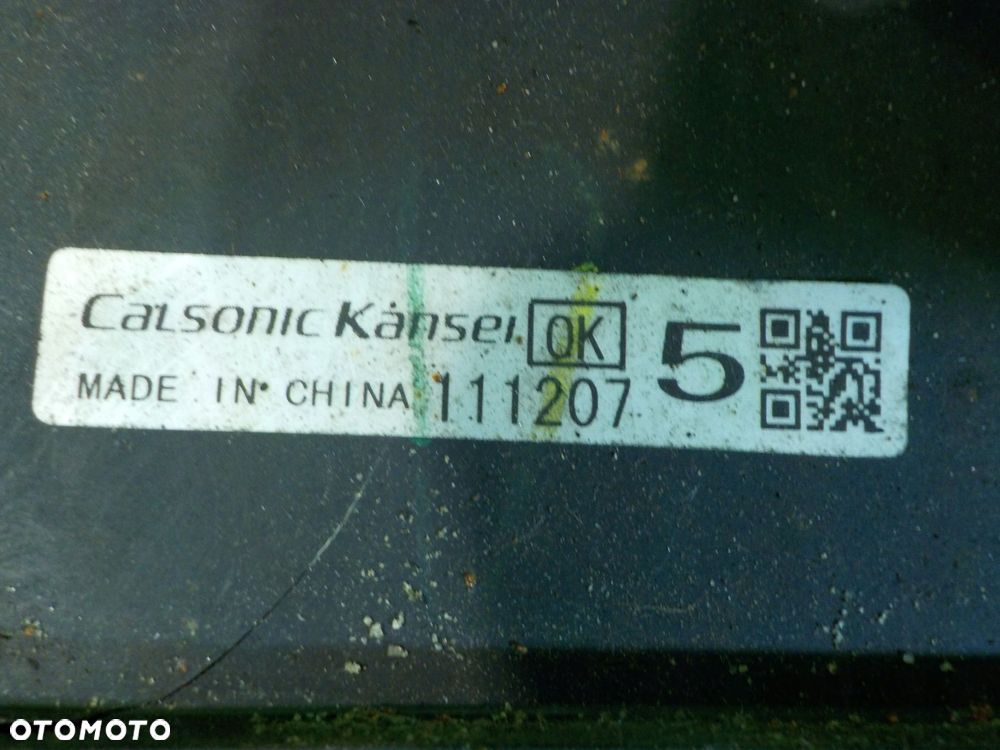 CALSONIC Kansei OK 5
MADE IN CHINA 111207
OTOMOTO